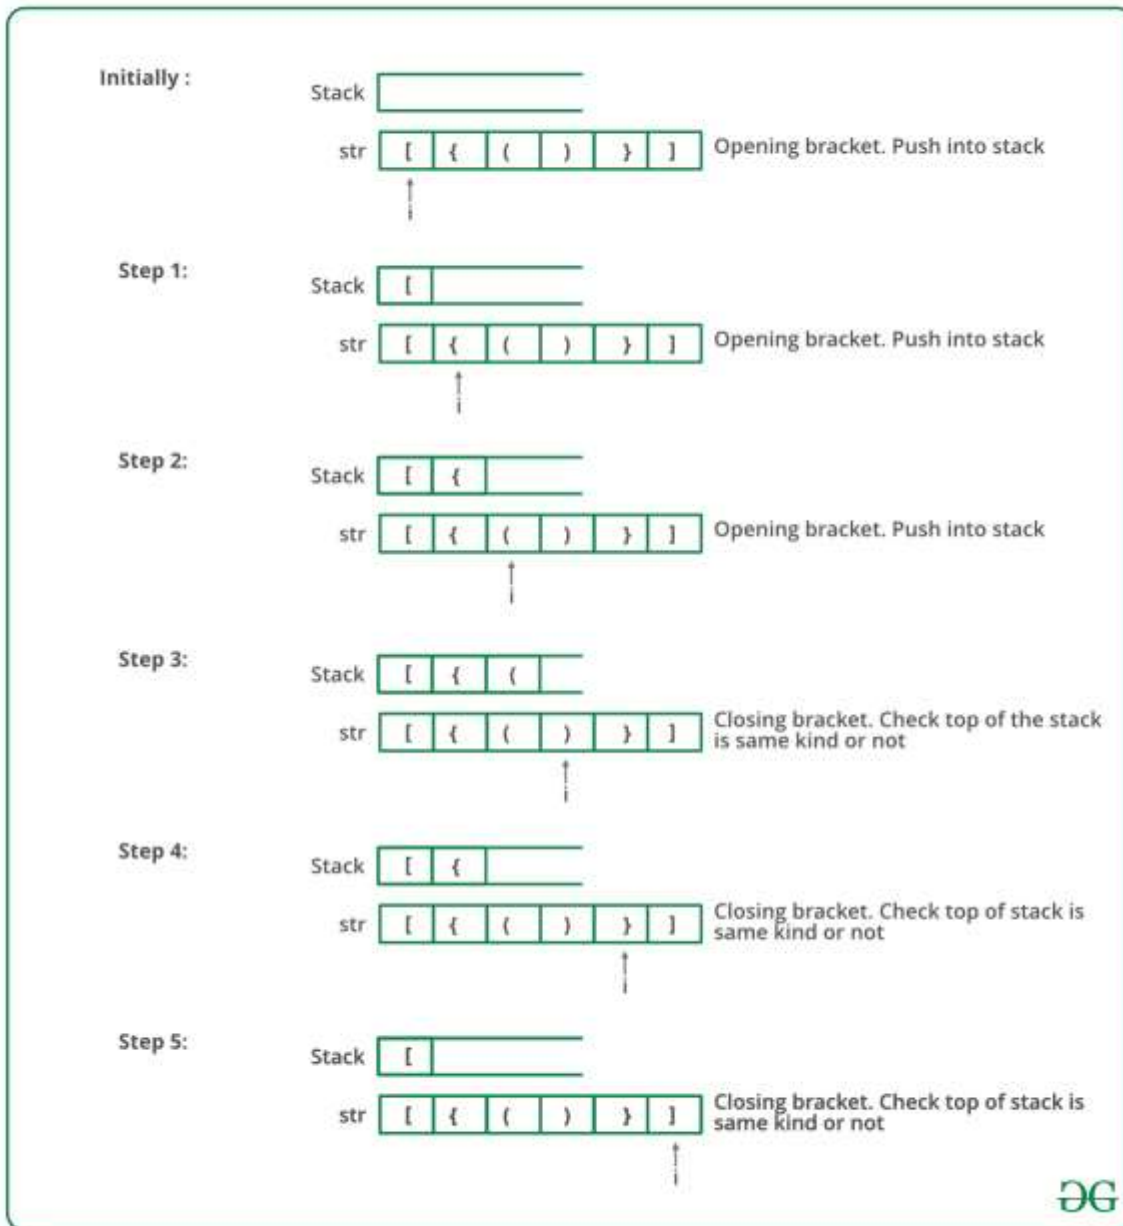 Initially :
Stack
str [ { ( ) } ] Opening bracket. Push into stack
i
Step 1:
Stack [
str [ { ( ) } ] Opening bracket. Push into stack
i
Step 2:
Stack [ {
str [ { ( ) } ] Opening bracket. Push into stack
i
Step 3:
Stack [ { (
str [ { ( ) } ] Closing bracket. Check top of the stack
is same kind or not
i
Step 4:
Stack [ {
str [ { ( ) } ] Closing bracket. Check top of stack is
same kind or not
i
Step 5:
Stack [
str [ { ( ) } ] Closing bracket. Check top of stack is
same kind or not
i